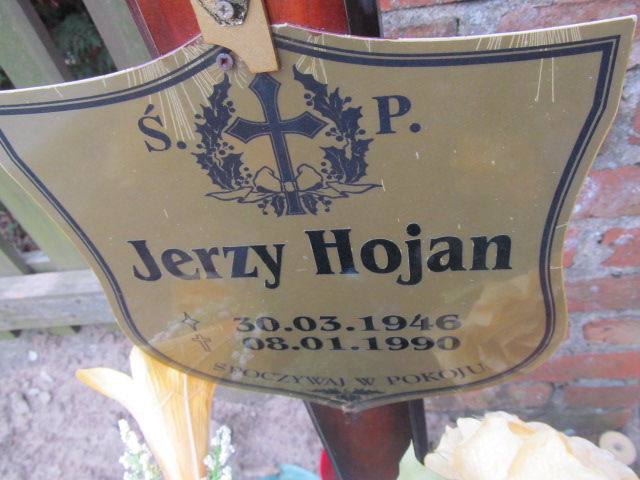 Ś. P.
Jerzy Hojan
30.03.1946
08.01.1990
SPOCZYWAJ W POKOJU